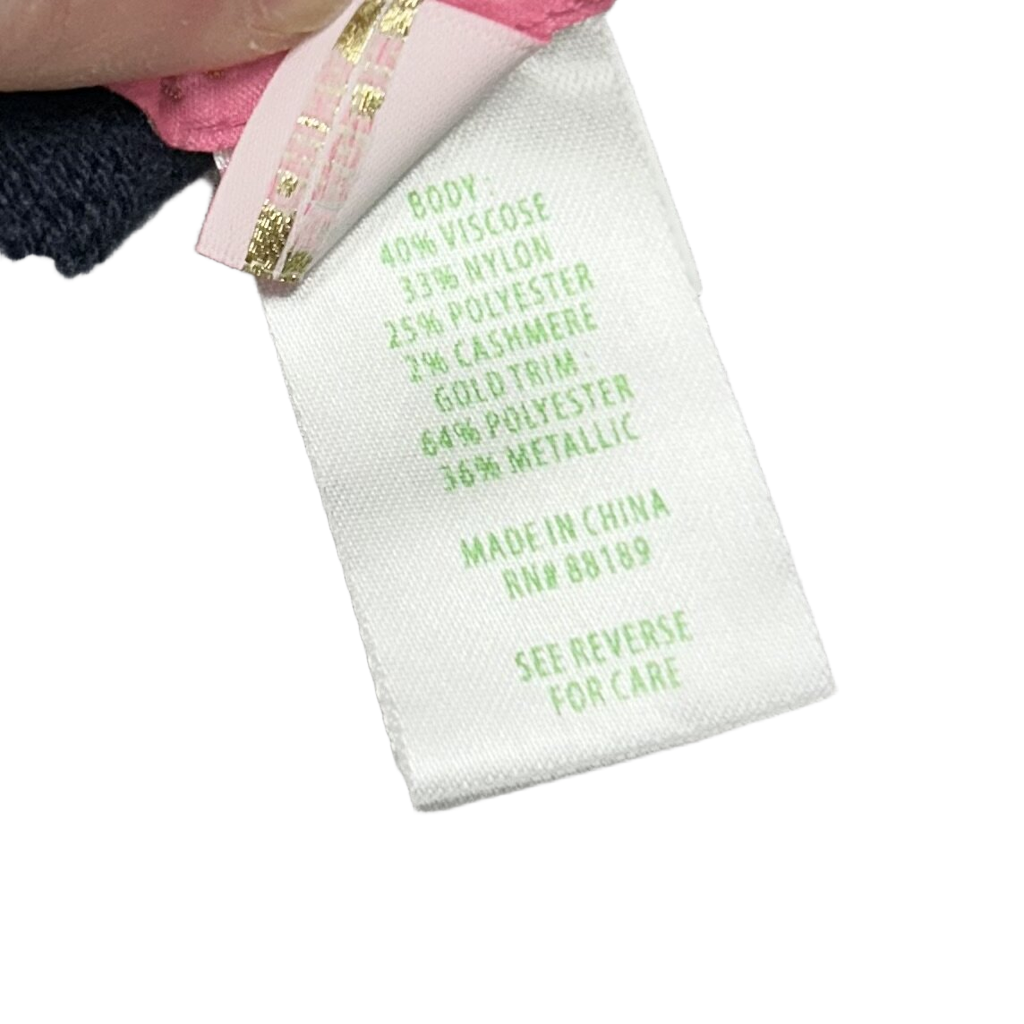 BODY :
40% VISCOSE
33% NYLON
25% POLYESTER
2% CASHMERE
GOLD TRIM :
64% POLYESTER
36% METALLIC
MADE IN CHINA
RN# 88189
SEE REVERSE
FOR CARE